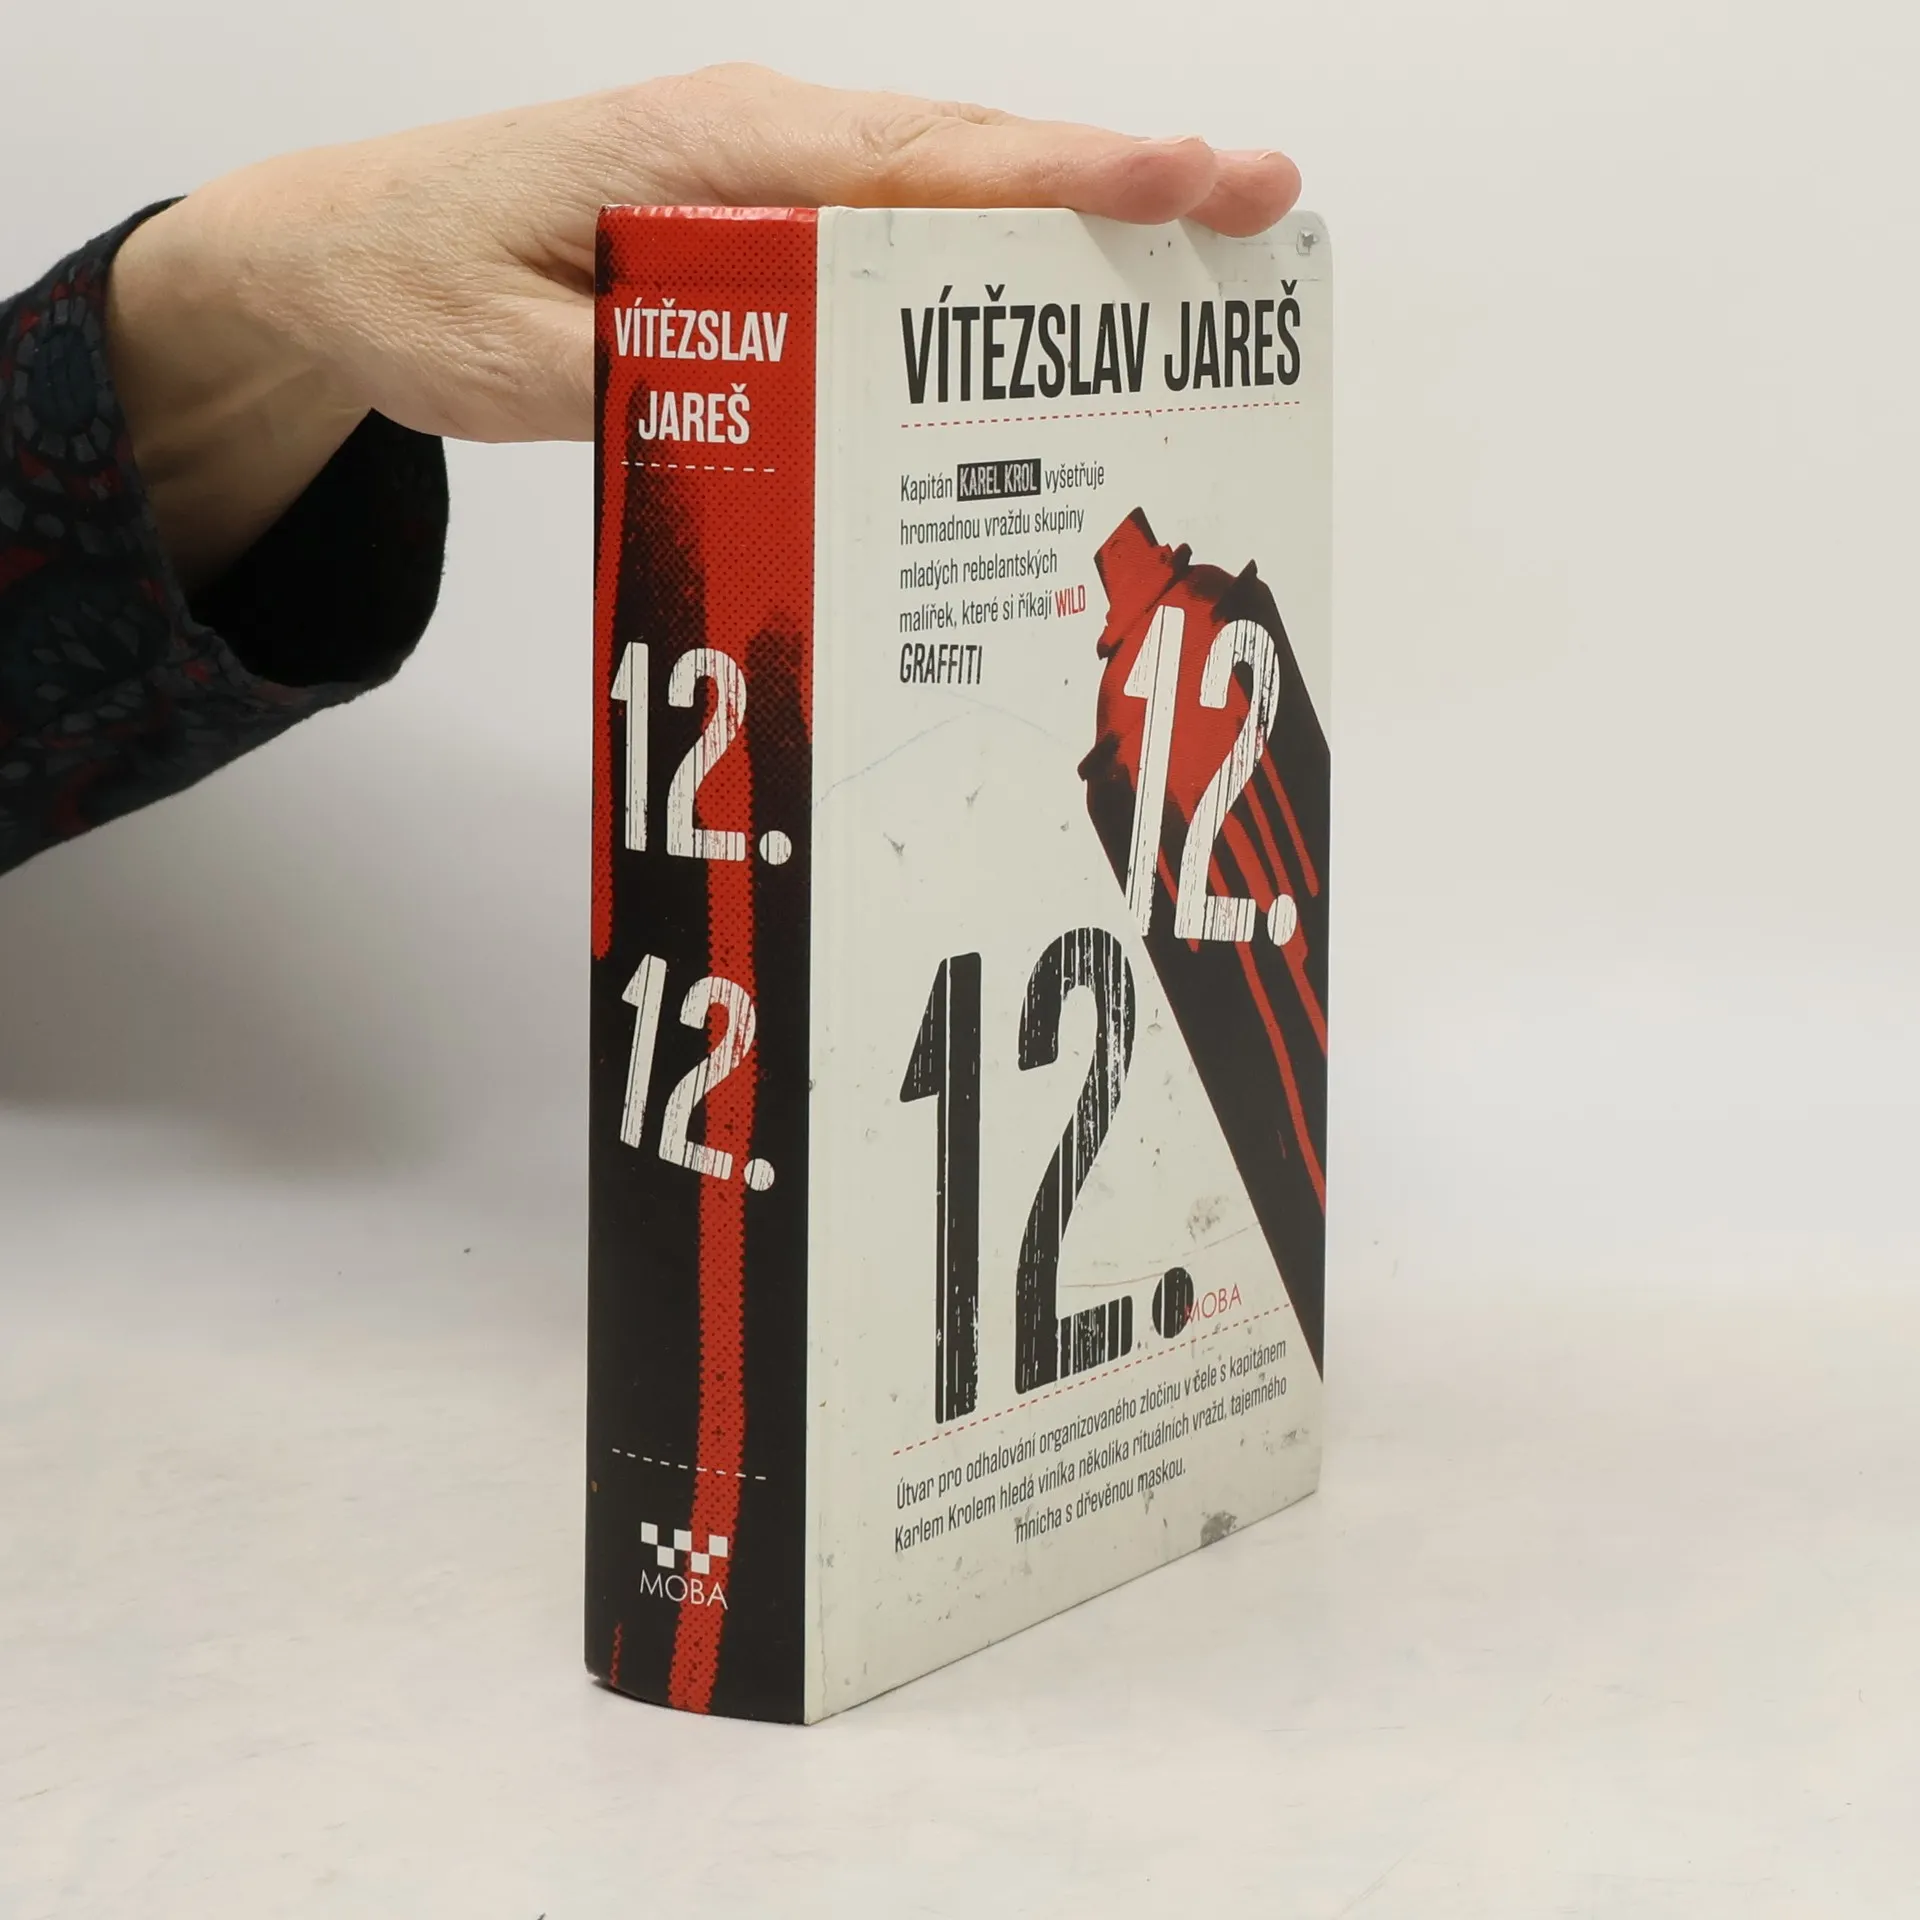 VÍTĚZSLAV
JAREŠ
12.
12.
MOBA
VÍTĚZSLAV JAREŠ
Kapitán KAREL KROL vyšetřuje
hromadnou vraždu skupiny
mladých rebelantských
malířek, které si říkají WILD
GRAFFITI
12.
12.
MOBA
Útvar pro odhalování organizovaného zločinu v čele s kapitánem
Karlem Krolem hledá viníka několika rituálních vražd, tajemného
mnicha s dřevěnou maskou.